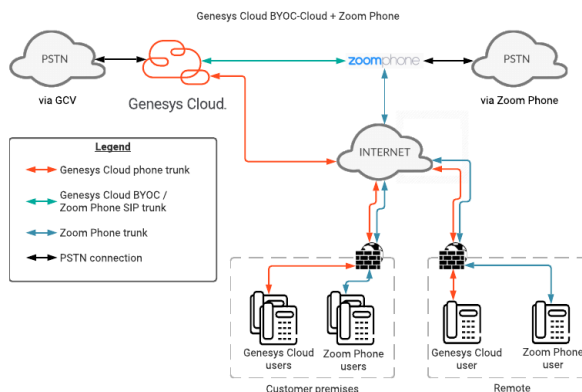 Genesys Cloud BYOC-Cloud + Zoom Phone
PSTN
via GCV
Genesys Cloud.
zoomphone
PSTN
via Zoom Phone
INTERNET
Legend
Genesys Cloud phone trunk
Genesys Cloud BYOC /
Zoom Phone SIP trunk
Zoom Phone trunk
PSTN connection
Genesys Cloud
users
Zoom Phone
users
Genesys Cloud
user
Zoom Phone
user
Customer premises
Remote